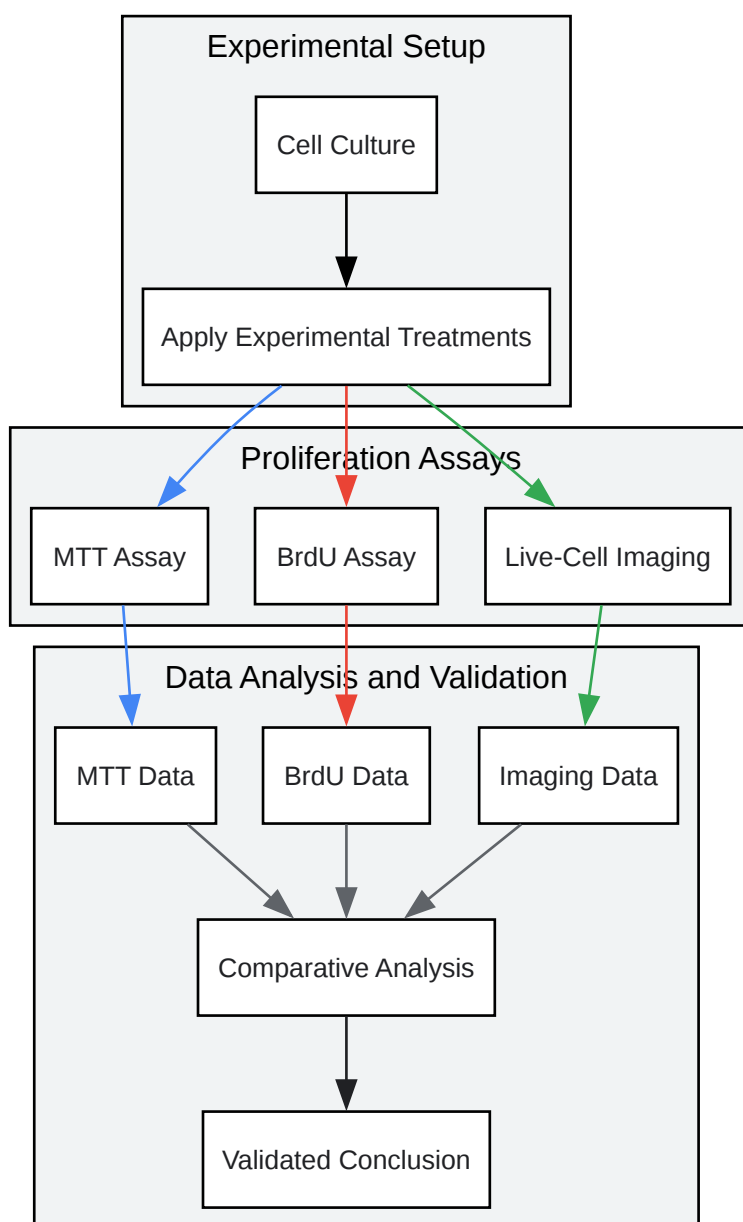 Experimental Setup
Cell Culture
Apply Experimental Treatments
Proliferation Assays
MTT Assay
BrdU Assay
Live-Cell Imaging
Data Analysis and Validation
MTT Data
BrdU Data
Imaging Data
Comparative Analysis
Validated Conclusion